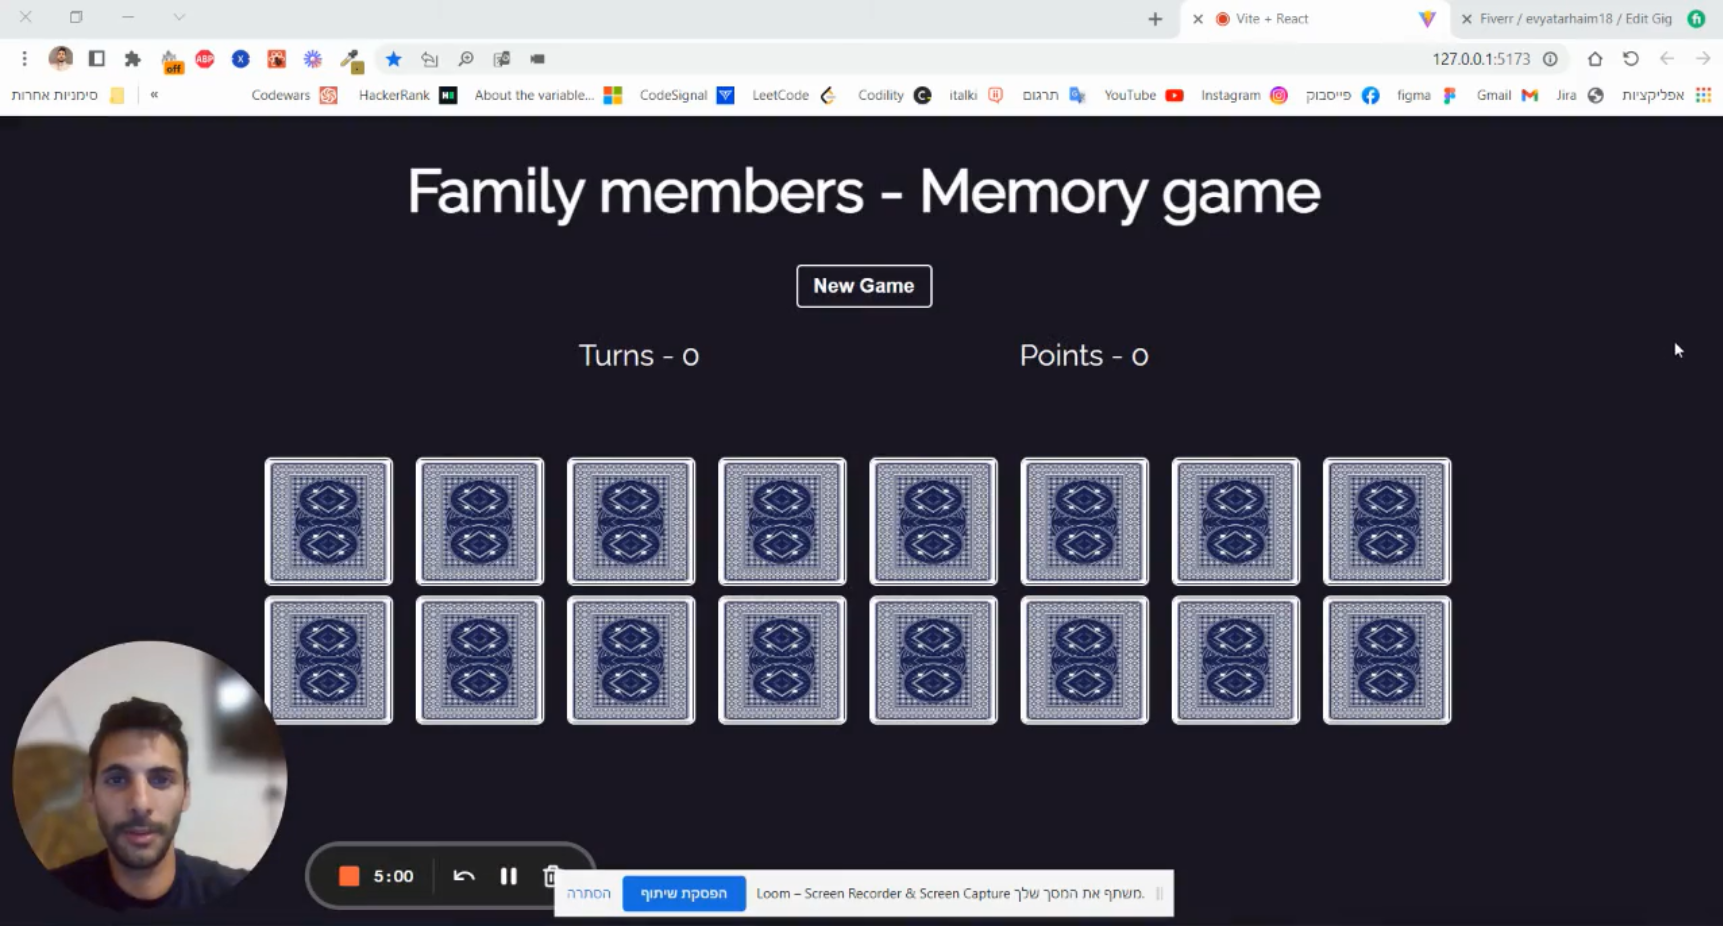 Vite + React
Fiverr / evyatarhaim18 / Edit Gig
off
ABP
127.0.0.1:5173
סימניות אחרות
«
Codewars
HackerRank
About the variable...
CodeSignal
LeetCode
Codility
italki
תרגום
YouTube
Instagram
פייסבוק
figma
Gmail
Jira
אפליקציות
Family members - Memory game
New Game
Turns - 0
Points - 0
5:00
הסתרה
הפסקת שיתוף
Loom – Screen Recorder & Screen Capture משתף את המסך שלך.